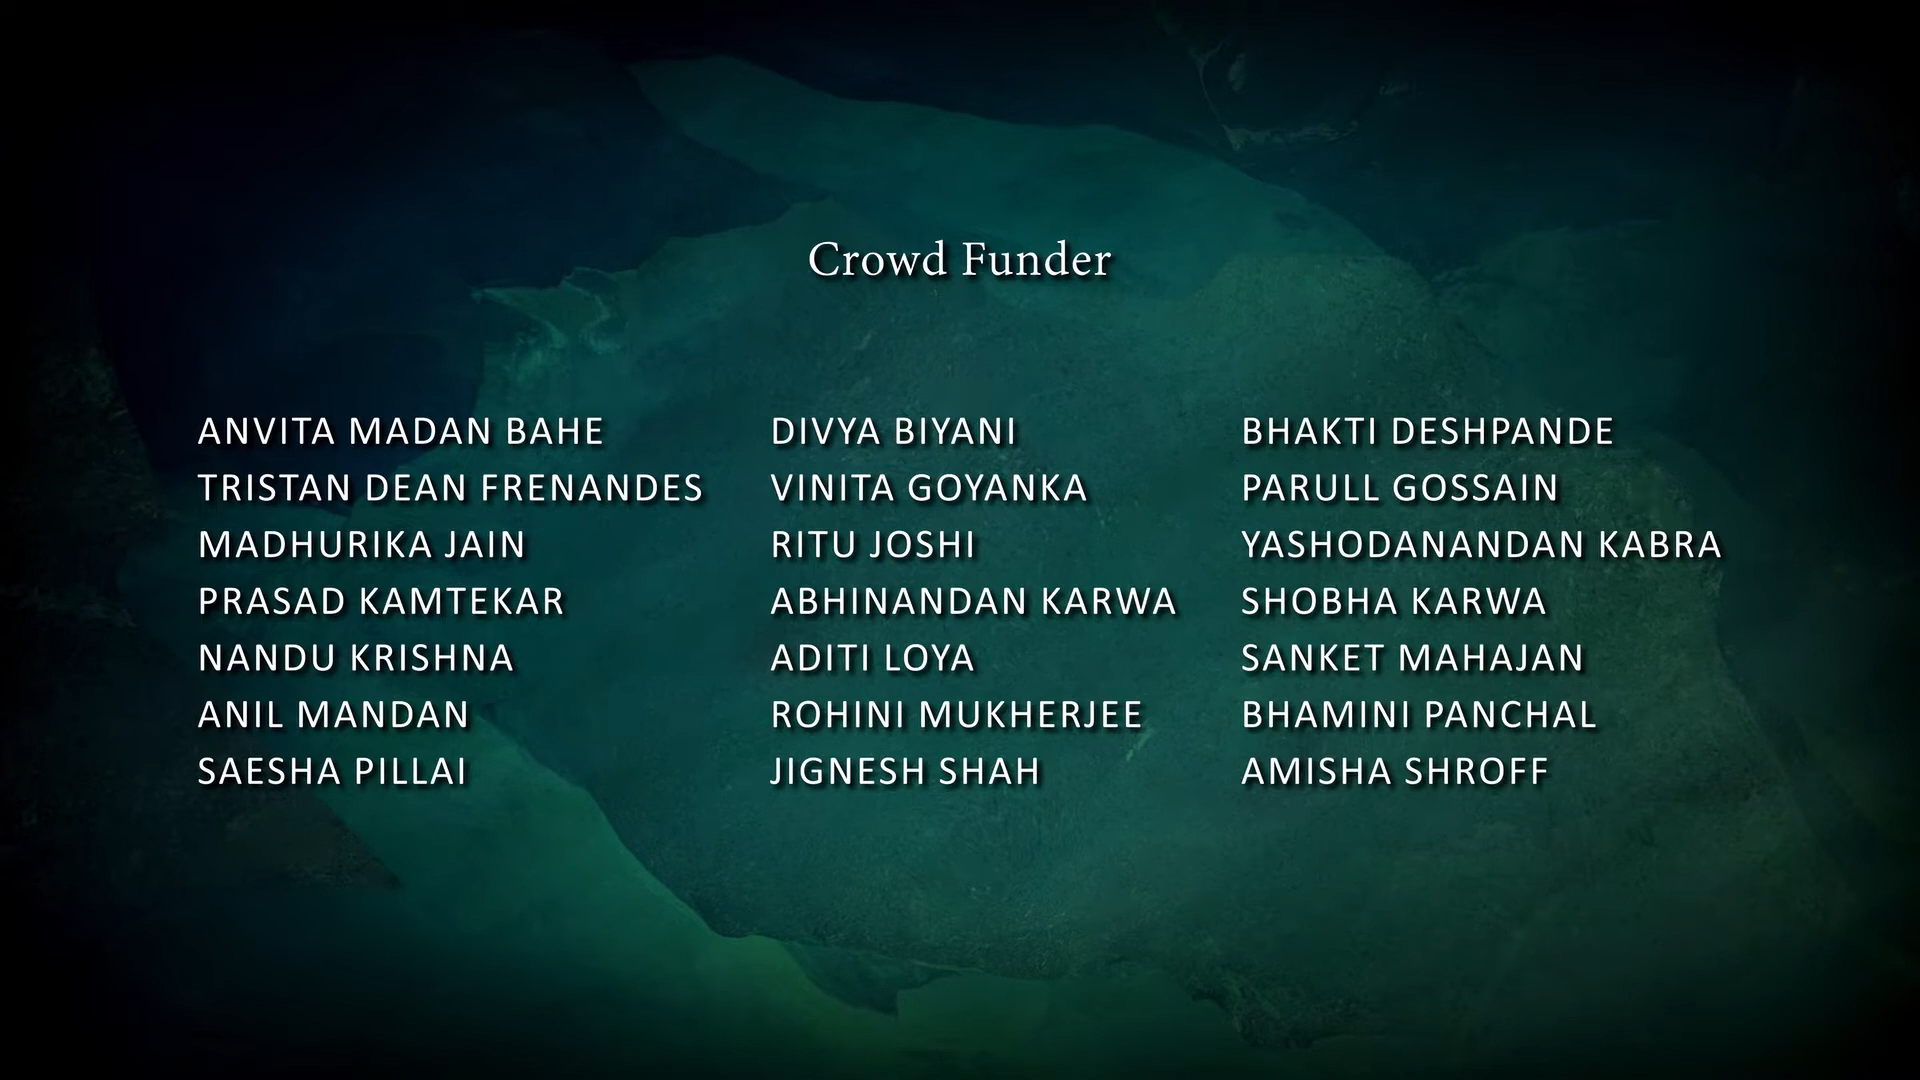 Crowd Funder
ANVITA MADAN BAHE
TRISTAN DEAN FRENANDES
MADHURIKA JAIN
PRASAD KAMTEKAR
NANDU KRISHNA
ANIL MANDAN
SAESHA PILLAI
DIVYA BIYANI
VINITA GOYANKA
RITU JOSHI
ABHINANDAN KARWA
ADITI LOYA
ROHINI MUKHERJEE
JIGNESH SHAH
BHAKTI DESHPANDE
PARULL GOSSAIN
YASHODANANDAN KABRA
SHOBHA KARWA
SANKET MAHAJAN
BHAMINI PANCHAL
AMISHA SHROFF